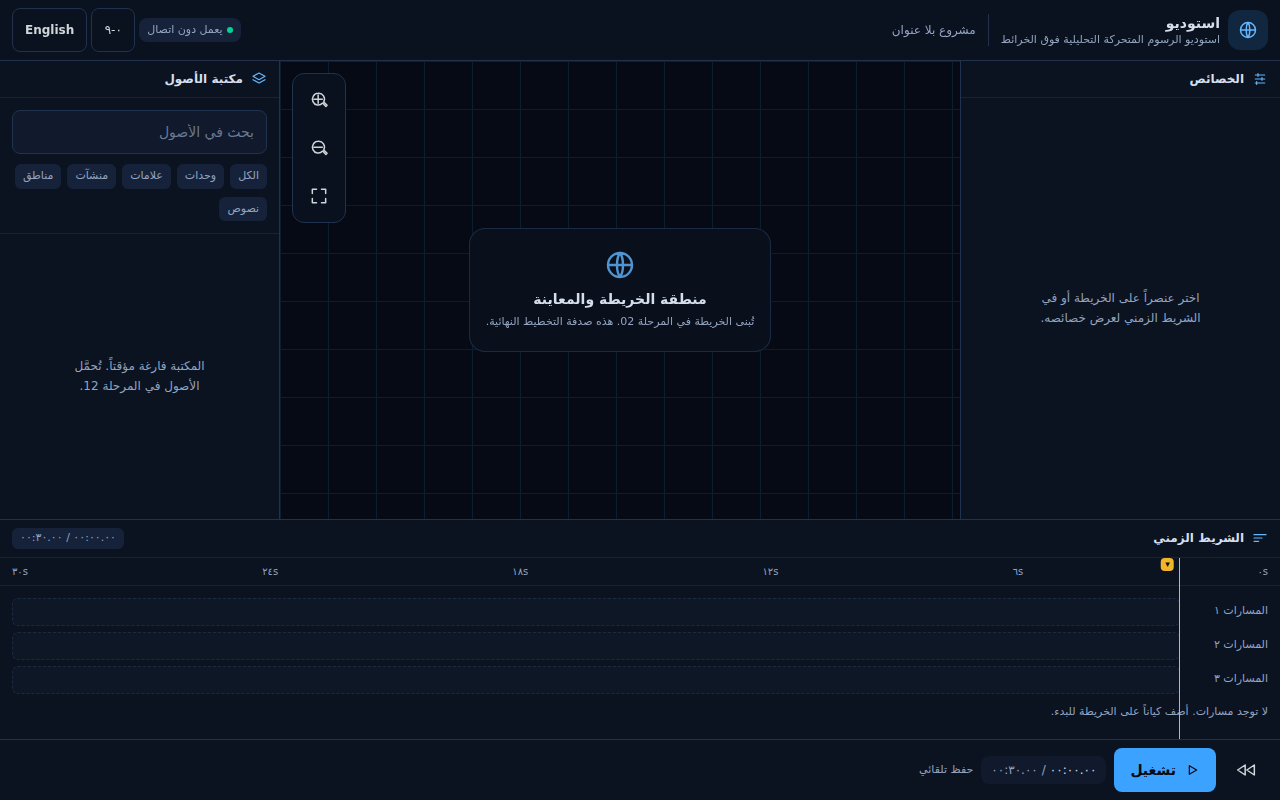 استوديو
استوديو الرسوم المتحركة التحليلية فوق الخرائط
مشروع بلا عنوان
يعمل دون اتصال
٠-٩
English
الخصائص
اختر عنصراً على الخريطة أو في
الشريط الزمني لعرض خصائصه.
منطقة الخريطة والمعاينة
تُبنى الخريطة في المرحلة 02. هذه صدفة التخطيط النهائية.
مكتبة الأصول
بحث في الأصول
الكل
وحدات
علامات
منشآت
مناطق
نصوص
المكتبة فارغة مؤقتاً. تُحمَّل
الأصول في المرحلة 12.
الشريط الزمني
٠٠:٠٠.٠٠ / ٠٠:٣٠.٠٠
٠s
٦s
١٢s
١٨s
٢٤s
٣٠s
المسارات ١
المسارات ٢
المسارات ٣
لا توجد مسارات. أضف كياناً على الخريطة للبدء.
تشغيل
٠٠:٠٠.٠٠ / ٠٠:٣٠.٠٠
حفظ تلقائي